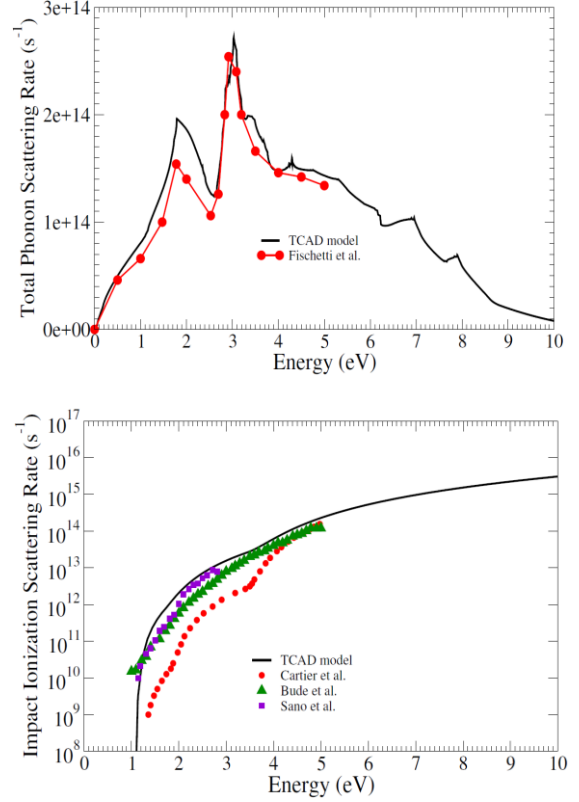 Total Phonon Scattering Rate (s⁻¹)
3e+14
2e+14
1e+14
0e+00
TCAD model
Fischetti et al.
0 1 2 3 4 5 6 7 8 9 10
Energy (eV)
Impact Ionization Scattering Rate (s⁻¹)
10¹⁷
10¹⁶
10¹⁵
10¹⁴
10¹³
10¹²
10¹¹
10¹⁰
10⁹
10⁸
TCAD model
Cartier et al.
Bude et al.
Sano et al.
0 1 2 3 4 5 6 7 8 9 10
Energy (eV)